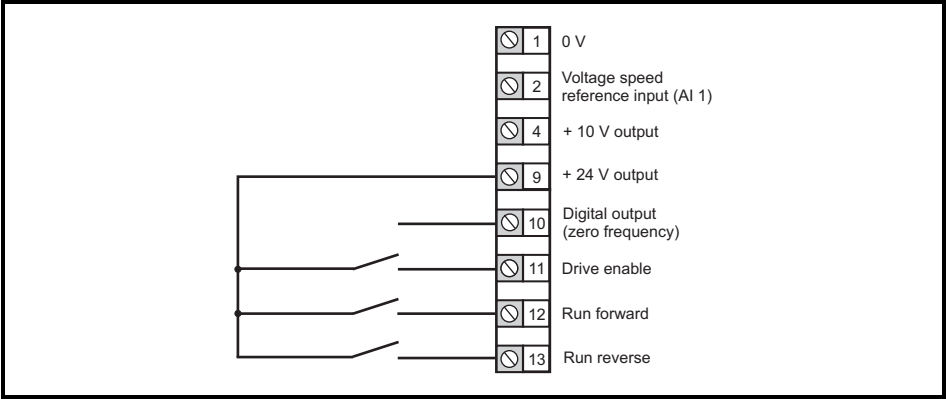 1 0 V
2 Voltage speed
reference input (AI 1)
4 + 10 V output
9 + 24 V output
10 Digital output
(zero frequency)
11 Drive enable
12 Run forward
13 Run reverse